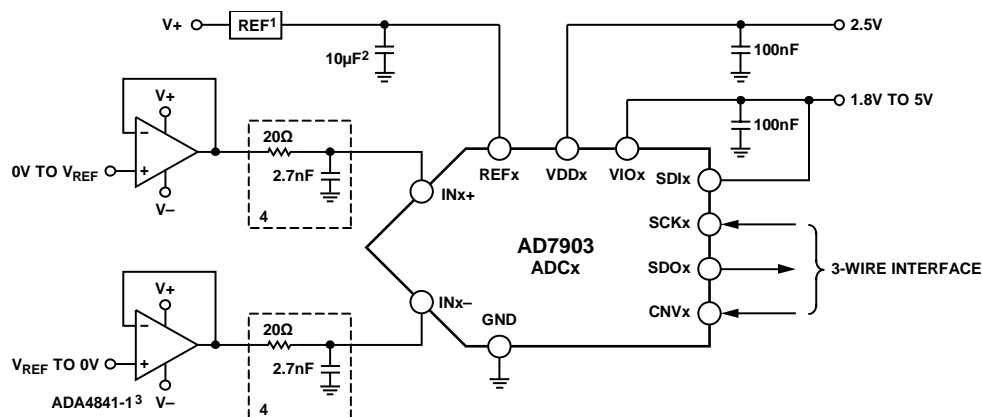 V+
REF1
10µF2
100nF
2.5V
1.8V TO 5V
100nF
V+
20Ω
2.7nF
0V TO VREF
V–
4
INx+
REFx
VDDx
VIOx
SDIx
SCKx
SDOx
CNVx
AD7903
ADCx
3-WIRE INTERFACE
INx–
GND
V+
20Ω
2.7nF
VREF TO 0V
V–
ADA4841-13
4